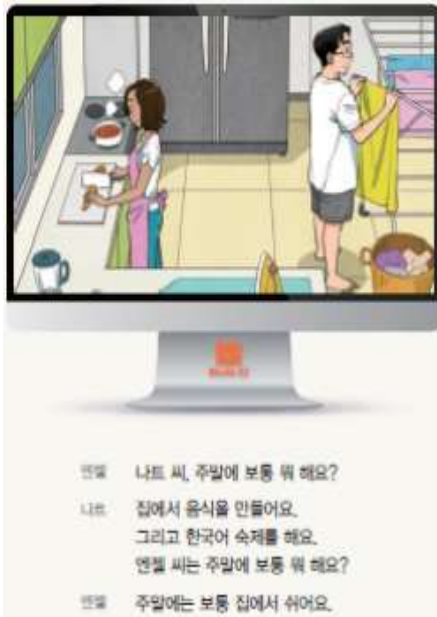 엔젤 나트 씨, 주말에 보통 뭐 해요?
나트 집에서 음식을 만들어요.
그리고 한국어 숙제를 해요.
엔젤 씨는 주말에 보통 뭐 해요?
엔젤 주말에는 보통 집에서 쉬어요.